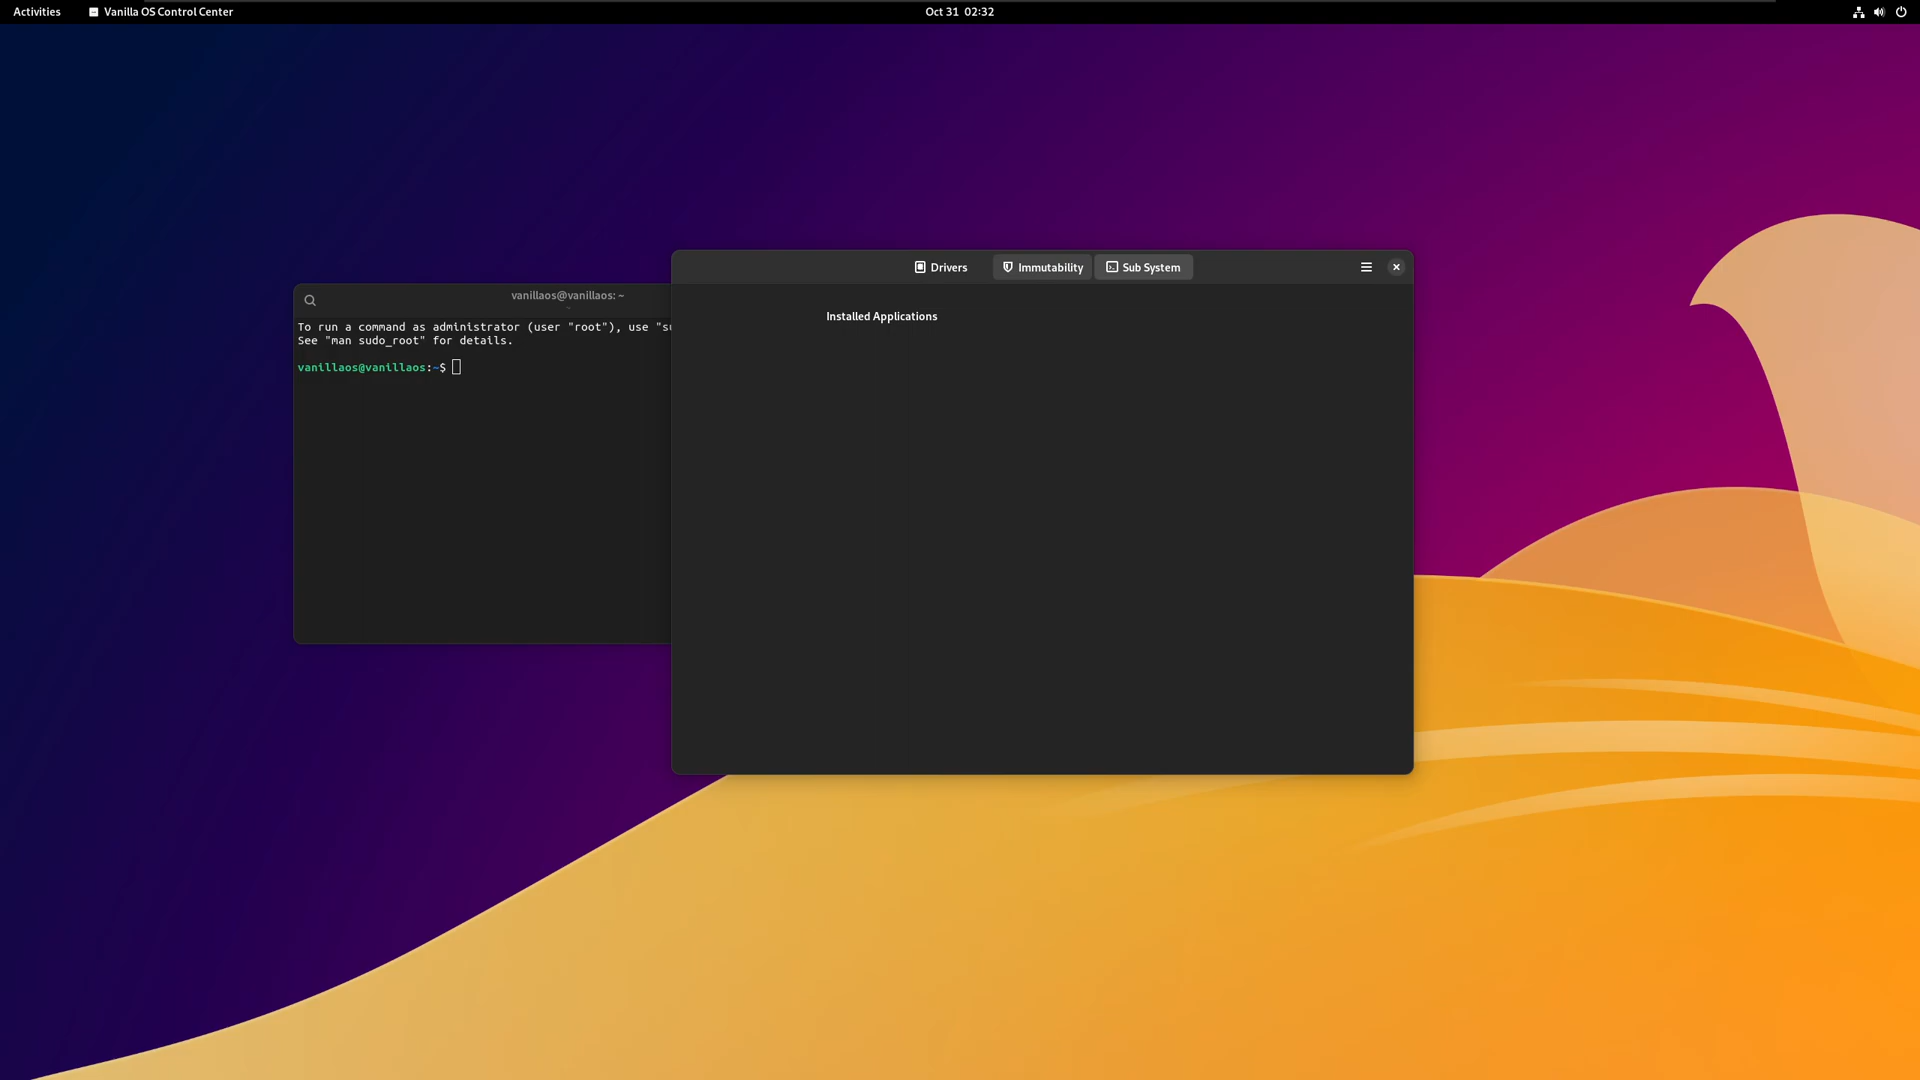 Activities
Vanilla OS Control Center
Oct 31 02:32
Drivers
Immutability
Sub System
Installed Applications
vanillaos@vanillaos: ~
To run a command as administrator (user "root"), use
See "man sudo_root" for details.
vanillaos@vanillaos:~$